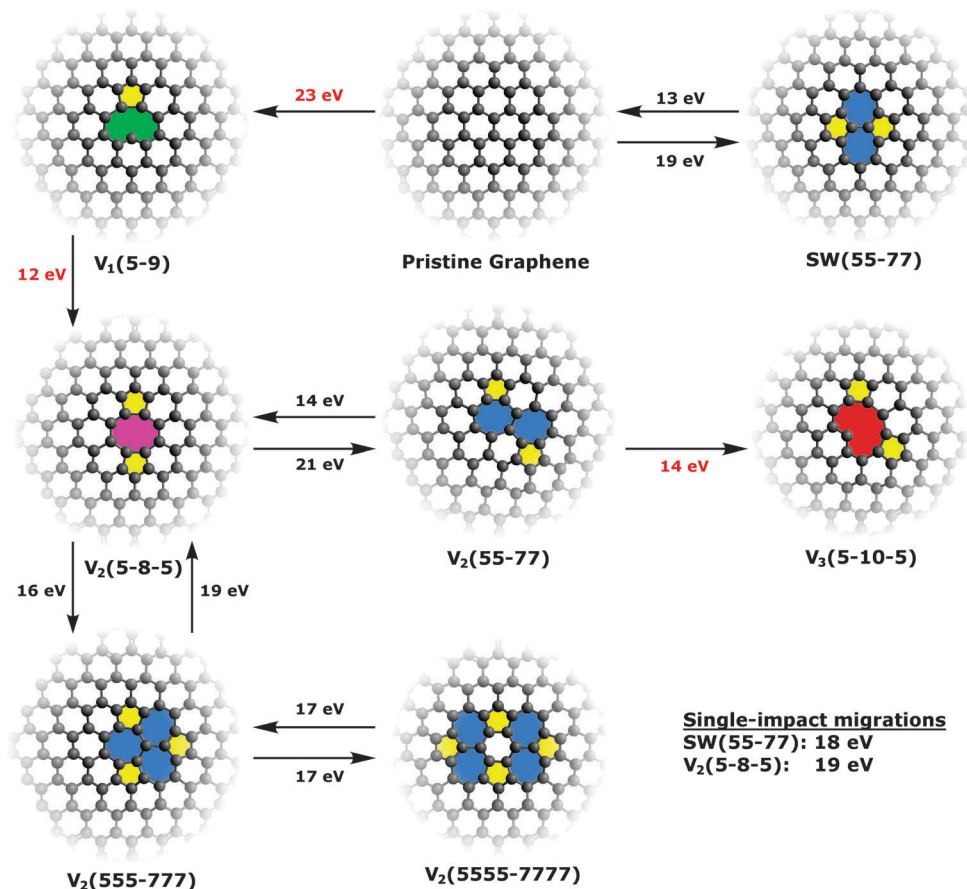 23 eV
13 eV
19 eV
V₁(5-9)
Pristine Graphene
SW(55-77)
12 eV
14 eV
21 eV
14 eV
V₂(5-8-5)
V₂(55-77)
V₃(5-10-5)
16 eV
19 eV
17 eV
17 eV
Single-impact migrations
SW(55-77): 18 eV
V₂(5-8-5): 19 eV
V₂(555-777)
V₂(5555-7777)